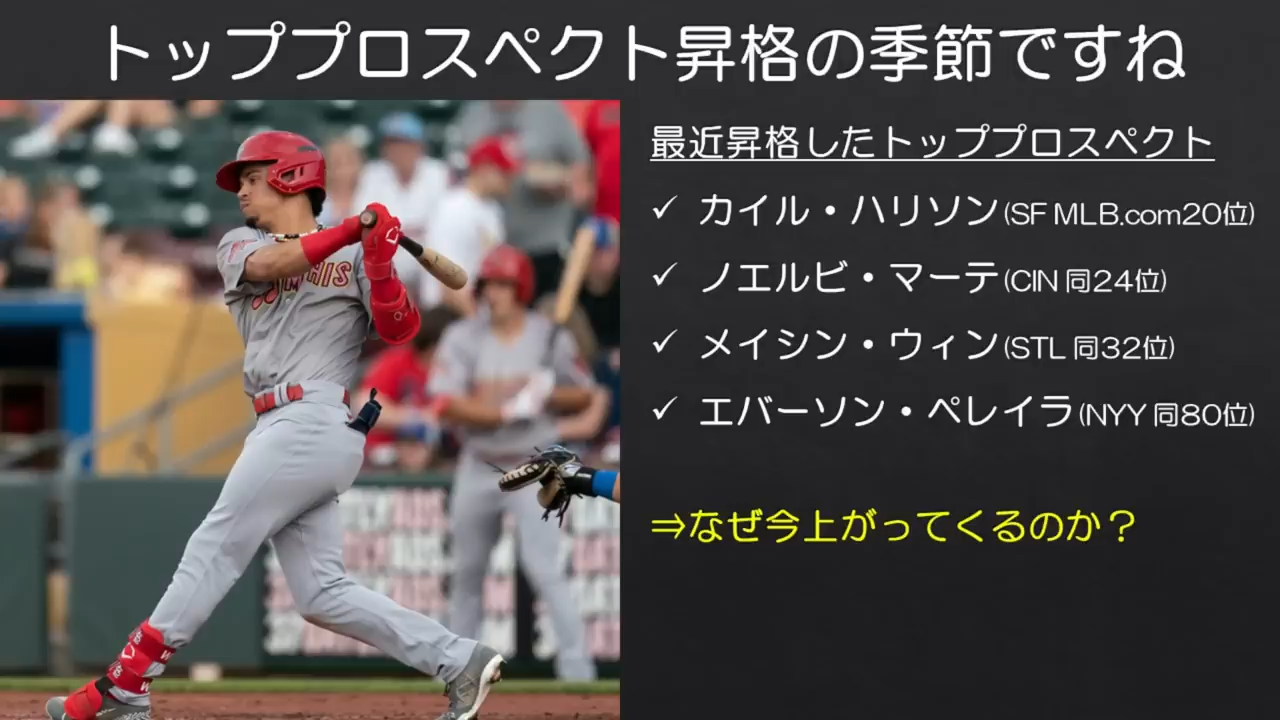 トッププロスペクト昇格の季節ですね
最近昇格したトッププロスペクト
✓ カイル・ハリソン(SF MLB.com20位)
✓ ノエルビ・マーテ(CIN 同24位)
✓ メイシン・ウィン(STL 同32位)
✓ エバーソン・ペレイラ(NYY 同80位)
⇒なぜ今上がってくるのか？